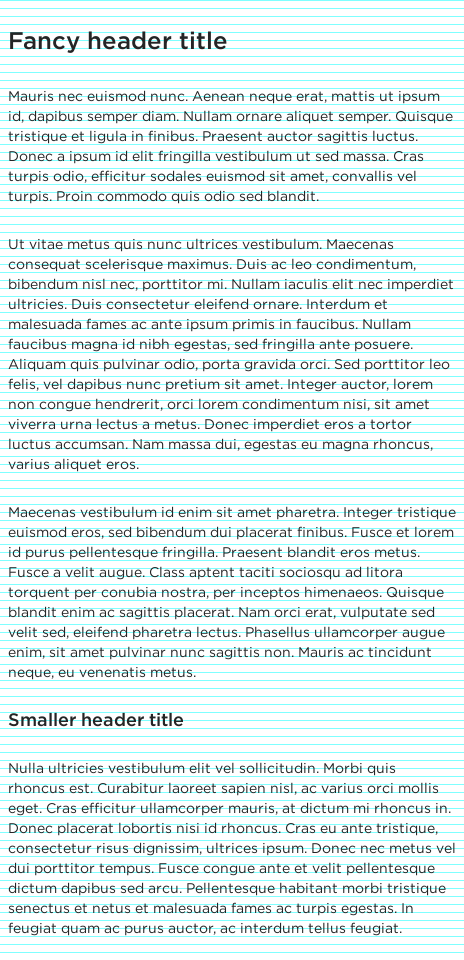 Fancy header title
Mauris nec euismod nunc. Aenean neque erat, mattis ut ipsum
id, dapibus semper diam. Nullam ornare aliquet semper. Quisque
tristique et ligula in finibus. Praesent auctor sagittis luctus.
Donec a ipsum id elit fringilla vestibulum ut sed massa. Cras
turpis odio, efficitur sodales euismod sit amet, convallis vel
turpis. Proin commodo quis odio sed blandit.
Ut vitae metus quis nunc ultrices vestibulum. Maecenas
consequat scelerisque maximus. Duis ac leo condimentum,
bibendum nisl nec, porttitor mi. Nullam iaculis elit nec imperdiet
ultricies. Duis consectetur eleifend ornare. Interdum et
malesuada fames ac ante ipsum primis in faucibus. Nullam
faucibus magna id nibh egestas, sed fringilla ante posuere.
Aliquam quis pulvinar odio, porta gravida orci. Sed porttitor leo
felis, vel dapibus nunc pretium sit amet. Integer auctor, lorem
non congue hendrerit, orci lorem condimentum nisi, sit amet
viverra urna lectus a metus. Donec imperdiet eros a tortor
luctus accumsan. Nam massa dui, egestas eu magna rhoncus,
varius aliquet eros.
Maecenas vestibulum id enim sit amet pharetra. Integer tristique
euismod eros, sed bibendum dui placerat finibus. Fusce et lorem
id purus pellentesque fringilla. Praesent blandit eros metus.
Fusce a velit augue. Class aptent taciti sociosqu ad litora
torquent per conubia nostra, per inceptos himenaeos. Quisque
blandit enim ac sagittis placerat. Nam orci erat, vulputate sed
velit sed, eleifend pharetra lectus. Phasellus ullamcorper augue
enim, sit amet pulvinar nunc sagittis non. Mauris ac tincidunt
neque, eu venenatis metus.
Smaller header title
Nulla ultricies vestibulum elit vel sollicitudin. Morbi quis
rhoncus est. Curabitur laoreet sapien nisl, ac varius orci mollis
eget. Cras efficitur ullamcorper mauris, at dictum mi rhoncus in.
Donec placerat lobortis nisi id rhoncus. Cras eu ante tristique,
consectetur risus dignissim, ultrices ipsum. Donec nec metus vel
dui porttitor tempus. Fusce congue ante et velit pellentesque
dictum dapibus sed arcu. Pellentesque habitant morbi tristique
senectus et netus et malesuada fames ac turpis egestas. In
feugiat quam ac purus auctor, ac interdum tellus feugiat.